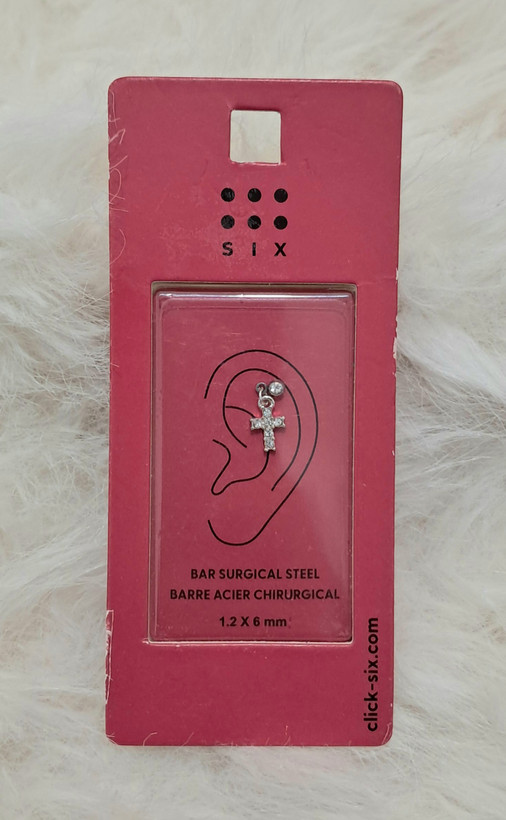 SIX
BAR SURGICAL STEEL
BARRE ACIER CHIRURGICAL
1.2 X 6 mm
click-six.com